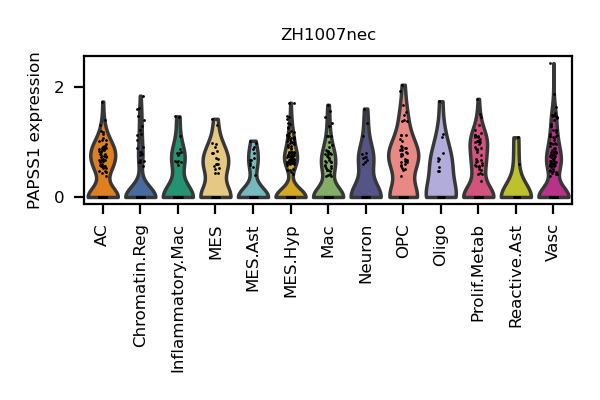 ZH1007nec
PAPSS1 expression
2
0
AC
Chromatin.Reg
Inflammatory.Mac
MES
MES.Ast
MES.Hyp
Mac
Neuron
OPC
Oligo
Prolif.Metab
Reactive.Ast
Vasc